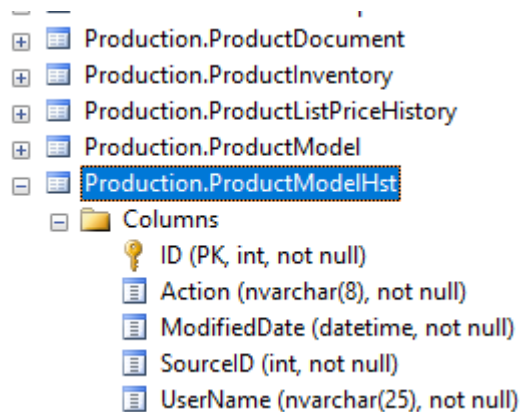 Production.ProductDocument
Production.ProductInventory
Production.ProductListPriceHistory
Production.ProductModel
Production.ProductModelHst
Columns
ID (PK, int, not null)
Action (nvarchar(8), not null)
ModifiedDate (datetime, not null)
SourceID (int, not null)
UserName (nvarchar(25), not null)